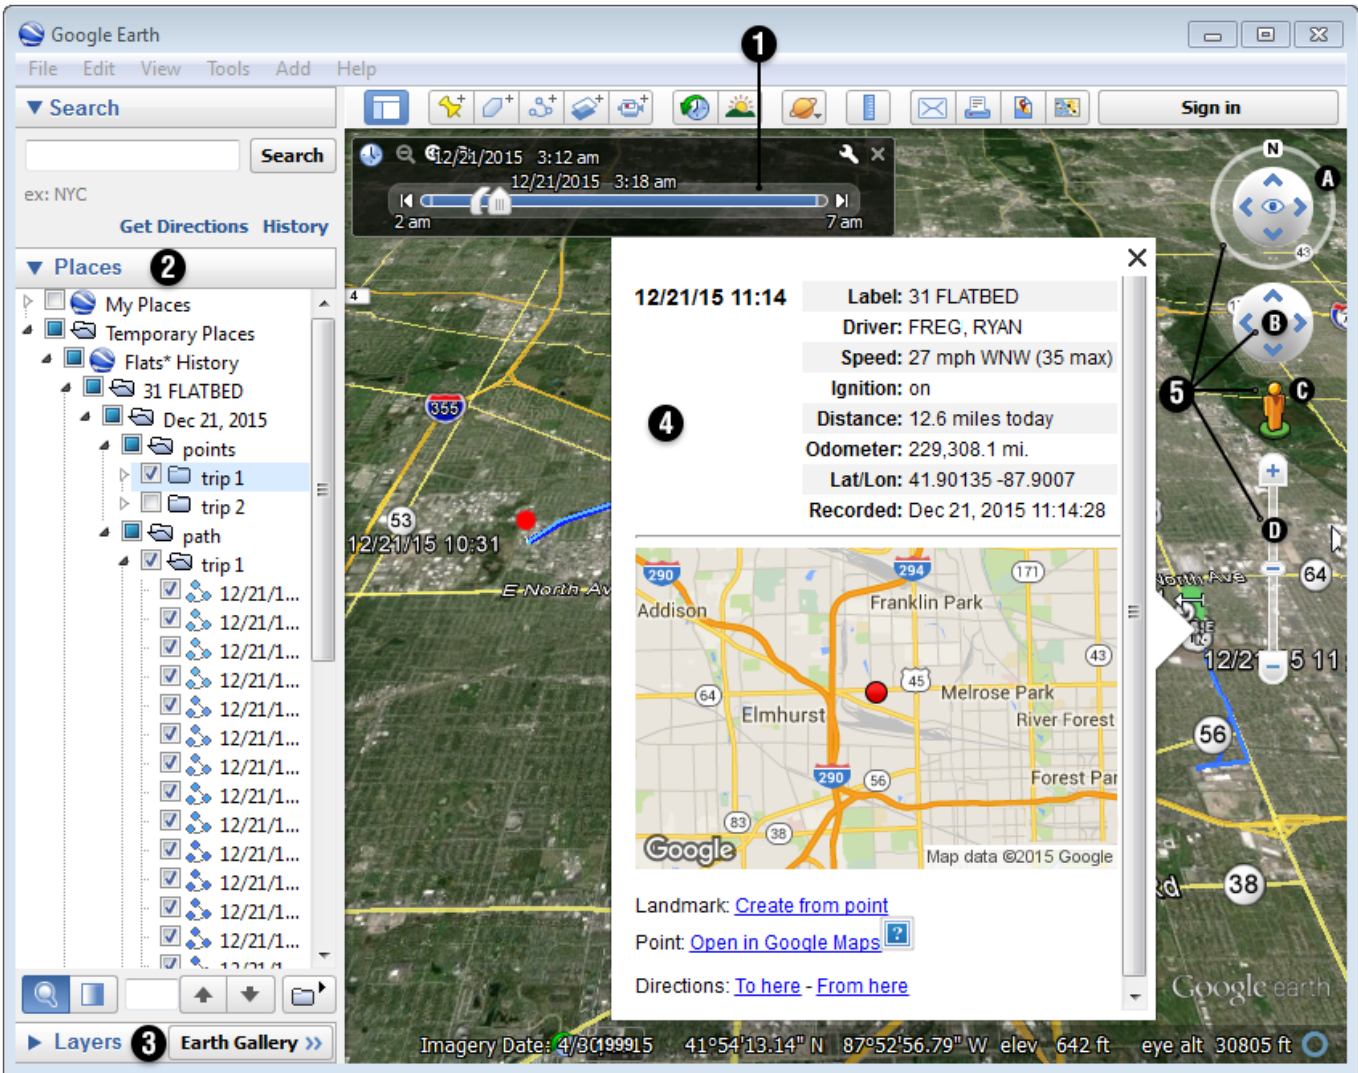 Google Earth
File Edit View Tools Add Help
1
Search
Sign in
Search
ex: NYC
Get Directions History
12/21/2015 3:12 am
12/21/2015 3:18 am
2 am
7 am
N
A
43
B
5
C
D
Places 2
My Places
Temporary Places
Flats* History
31 FLATBED
Dec 21, 2015
points
trip 1
trip 2
path
trip 1
12/21/1...
12/21/1...
12/21/1...
12/21/1...
12/21/1...
12/21/1...
12/21/1...
12/21/1...
12/21/1...
12/21/1...
12/21/1...
12/21/1...
12/21/1...
4
355
53
12/21/15 10:31
E North Av
12/21/15 11:14
4
Label: 31 FLATBED
Driver: FREG, RYAN
Speed: 27 mph WNW (35 max)
Ignition: on
Distance: 12.6 miles today
Odometer: 229,308.1 mi.
Lat/Lon: 41.90135 -87.9007
Recorded: Dec 21, 2015 11:14:28
290
294
171
Addison
Franklin Park
43
64
45
Melrose Park
Elmhurst
River Forest
290
56
Forest Par
83
38
Google
Map data ©2015 Google
Landmark: Create from point
Point: Open in Google Maps ?
Directions: To here - From here
North Ave
64
56
38
Rd
Google earth
Layers 3 Earth Gallery »
Imagery Date: 1999 41°54'13.14" N 87°52'56.79" W elev 642 ft eye alt 30805 ft